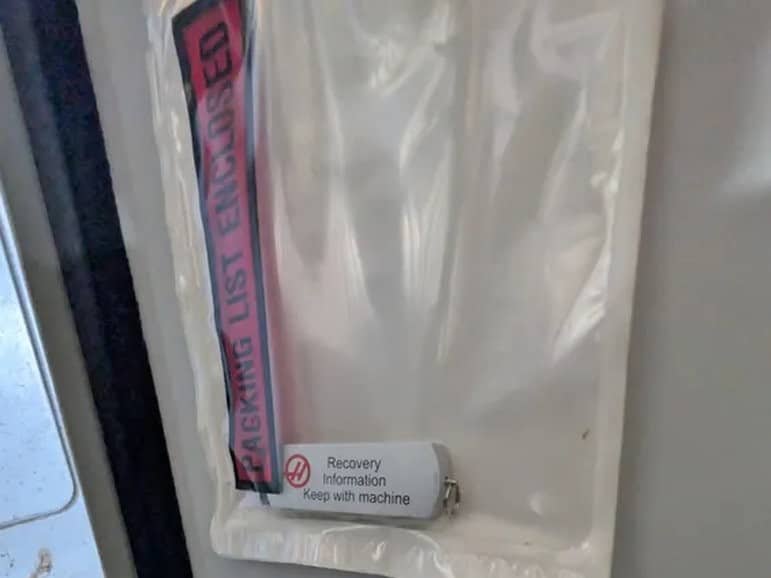 PACKING LIST ENCLOSED
Recovery
Information
Keep with machine